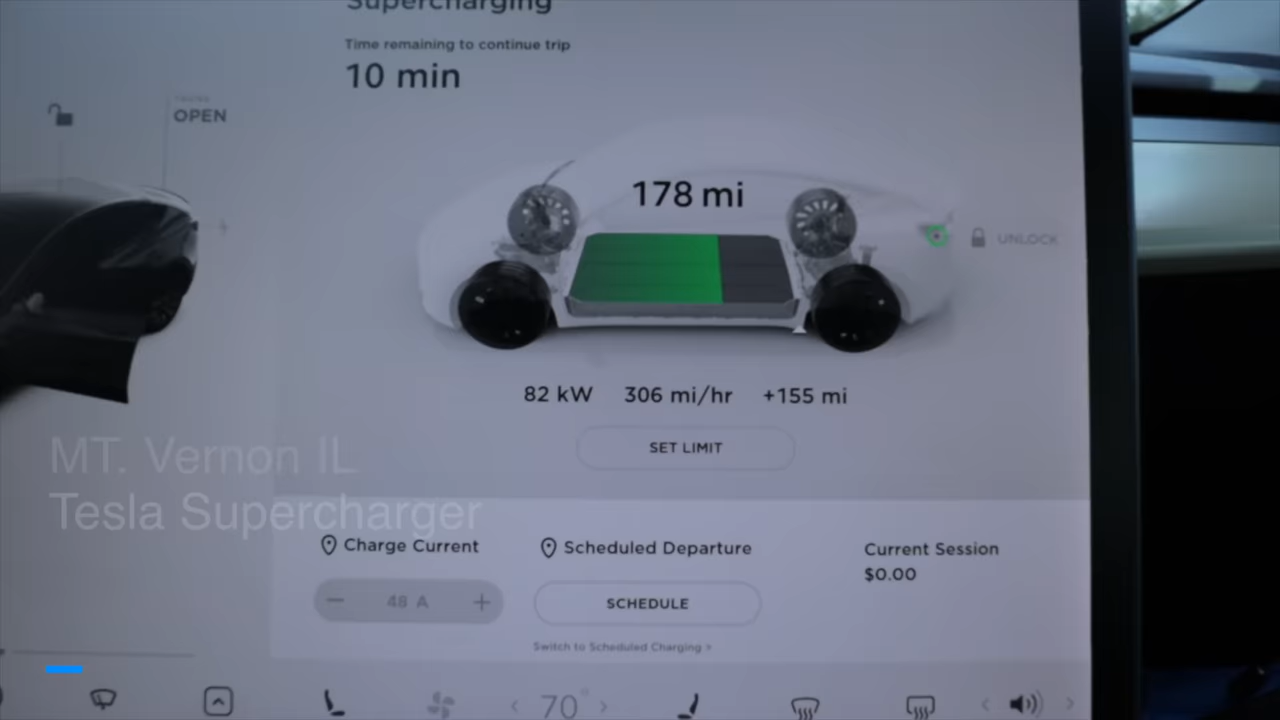 Supercharging
Time remaining to continue trip
10 min
OPEN
178 mi
UNLOCK
82 kW 306 mi/hr +155 mi
SET LIMIT
MT. Vernon IL
Tesla Supercharger
Charge Current
Scheduled Departure
Current Session
$0.00
48 A
SCHEDULE
Switch to Scheduled Charging >
70°